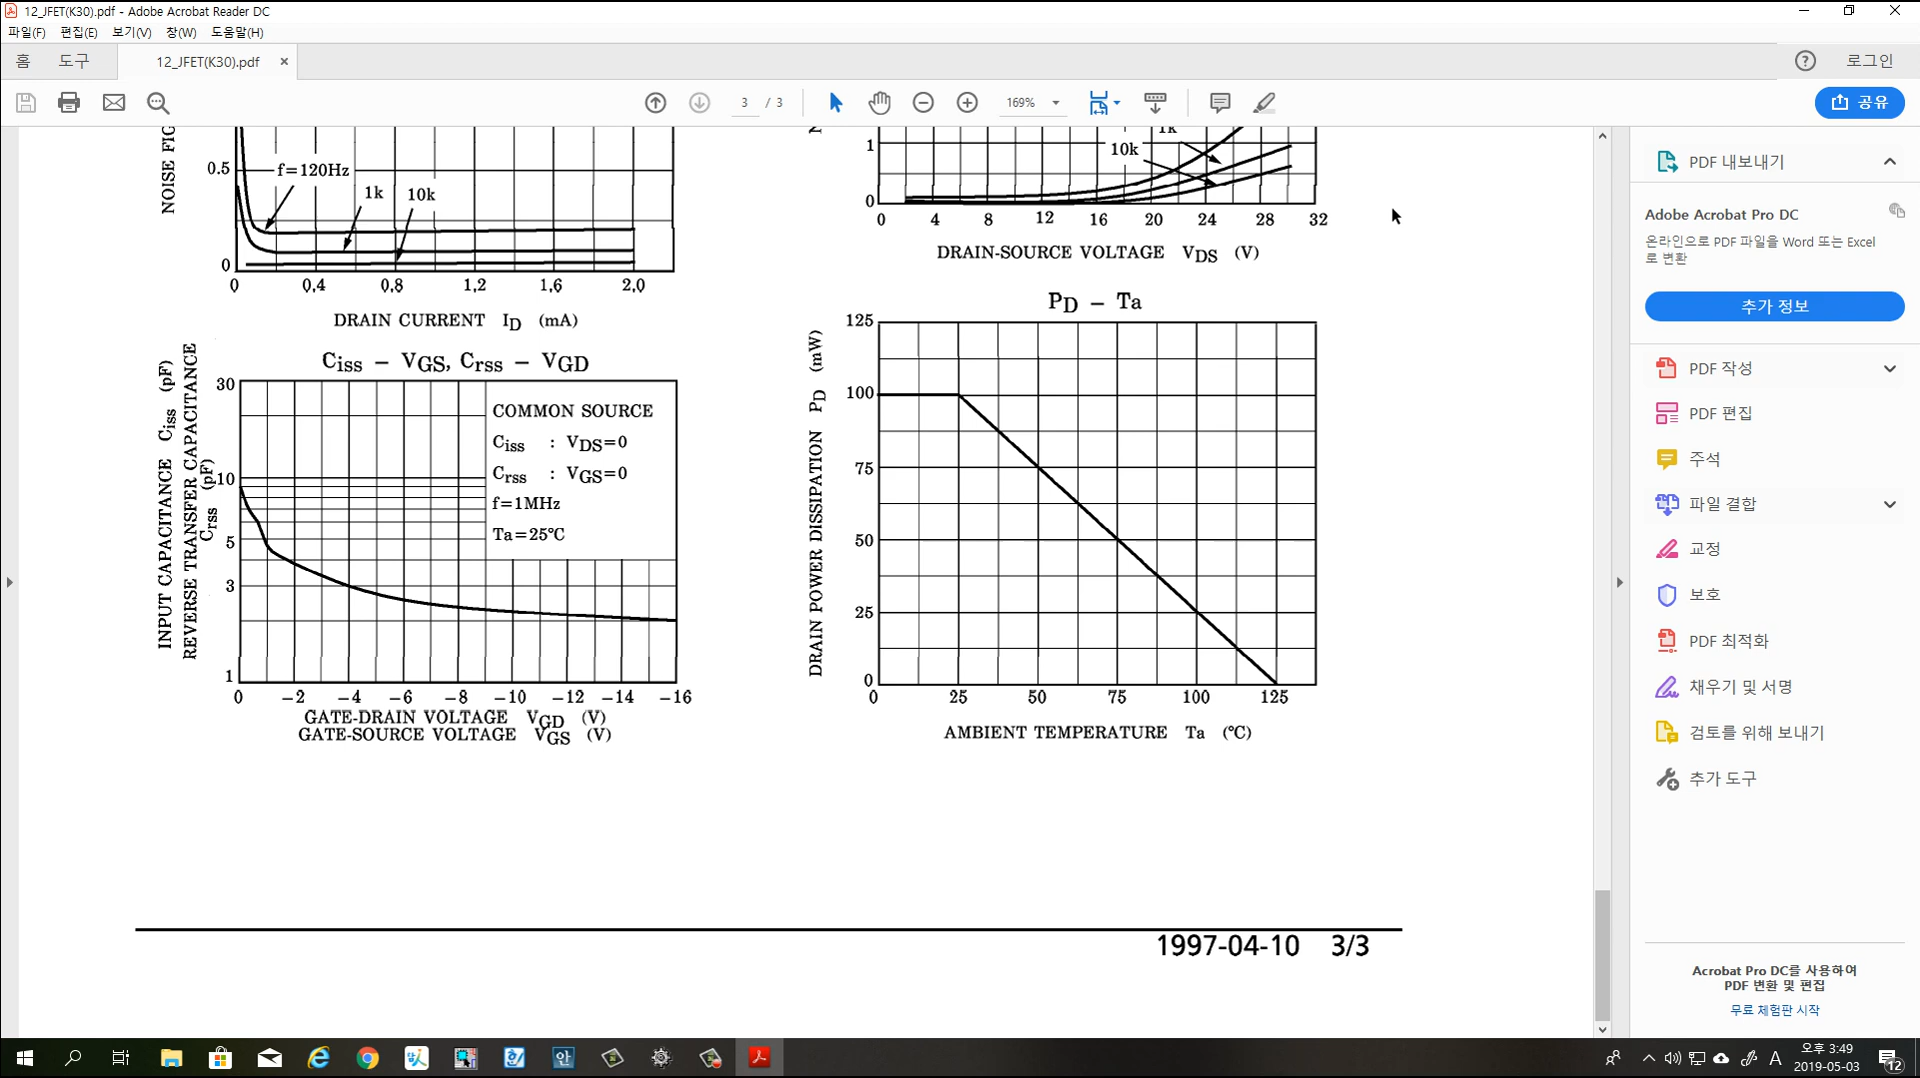 12_JFET(K30).pdf - Adobe Acrobat Reader DC
파일(F) 편집(E) 보기(V) 창(W) 도움말(H)
홈 도구 12_JFET(K30).pdf × 로그인
3 / 3 169% 공유
NOISE FIG
0.5
0
f=120Hz
1k
10k
0 0.4 0.8 1.2 1.6 2.0
DRAIN CURRENT ID (mA)
1
0
1k
10k
0 4 8 12 16 20 24 28 32
DRAIN-SOURCE VOLTAGE VDS (V)
Ciss – VGS, Crss – VGD
INPUT CAPACITANCE Ciss (pF)
REVERSE TRANSFER CAPACITANCE
Crss (pF)
30
10
5
3
1
COMMON SOURCE
Ciss : VDS=0
Crss : VGS=0
f=1MHz
Ta=25℃
0 −2 −4 −6 −8 −10 −12 −14 −16
GATE-DRAIN VOLTAGE VGD (V)
GATE-SOURCE VOLTAGE VGS (V)
PD – Ta
DRAIN POWER DISSIPATION PD (mW)
125
100
75
50
25
0
0 25 50 75 100 125
AMBIENT TEMPERATURE Ta (℃)
1997-04-10 3/3
PDF 내보내기
Adobe Acrobat Pro DC
온라인으로 PDF 파일을 Word 또는 Excel
로 변환
추가 정보
PDF 작성
PDF 편집
주석
파일 결합
교정
보호
PDF 최적화
채우기 및 서명
검토를 위해 보내기
추가 도구
Acrobat Pro DC를 사용하여
PDF 변환 및 편집
무료 체험판 시작
안
A
오후 3:49
2019-05-03
12